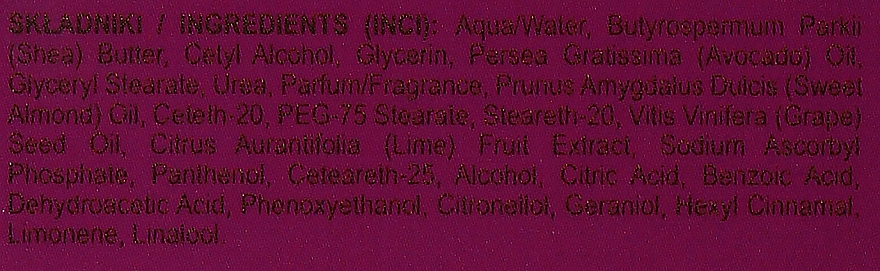 SKŁADNIKI / INGREDIENTS (INCI): Aqua/Water, Butyrospermum Parkii
(Shea) Butter, Cetyl Alcohol, Glycerin, Persea Gratissima (Avocado) Oil,
Glyceryl Stearate, Urea, Parfum/Fragrance, Prunus Amygdalus Dulcis (Sweet
Almond) Oil, Ceteth-20, PEG-75 Stearate, Steareth-20, Vitis Vinifera (Grape)
Seed Oil, Citrus Aurantifolia (Lime) Fruit Extract, Sodium Ascorbyl
Phosphate, Panthenol, Ceteareth-25, Alcohol, Citric Acid, Benzoic Acid,
Dehydroacetic Acid, Phenoxyethanol, Citronellol, Geraniol, Hexyl Cinnamal,
Limonene, Linalool